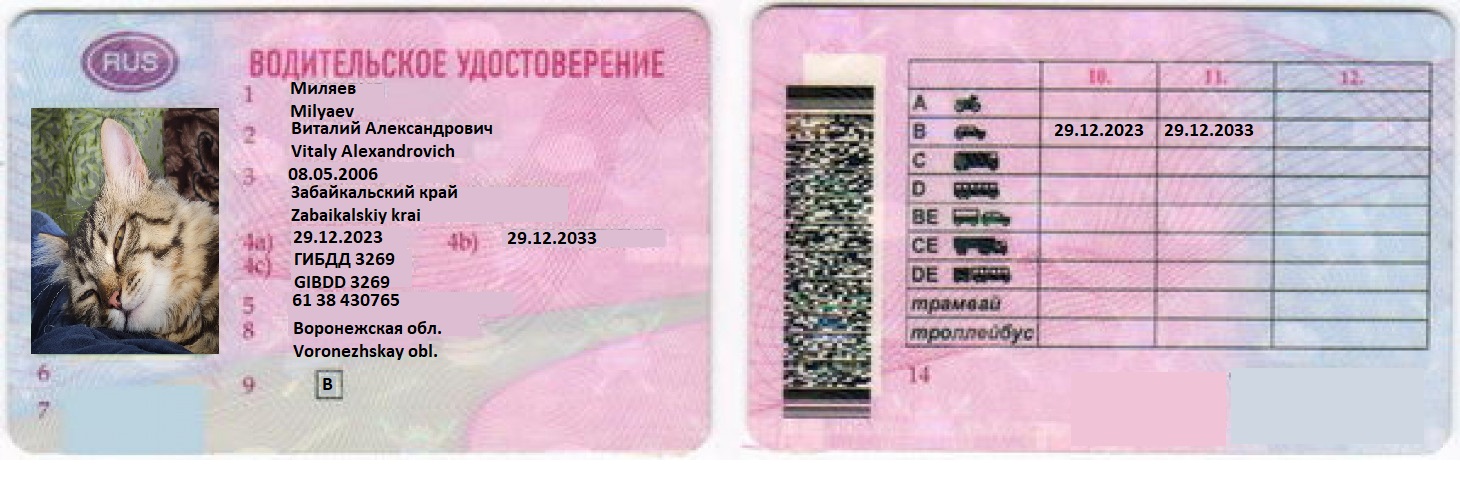 RUS
ВОДИТЕЛЬСКОЕ УДОСТОВЕРЕНИЕ
1 Миляев
Milyaev
2 Виталий Александрович
Vitaly Alexandrovich
3 08.05.2006
Забайкальский край
Zabaikalskiy krai
4a) 29.12.2023 4b) 29.12.2033
4c) ГИБДД 3269
GIBDD 3269
5 61 38 430765
8 Воронежская обл.
Voronezhskay obl.
6
9 B
7
10. 11. 12.
A
B 29.12.2023 29.12.2033
C
D
BE
CE
DE
трамвай
троллейбус
14